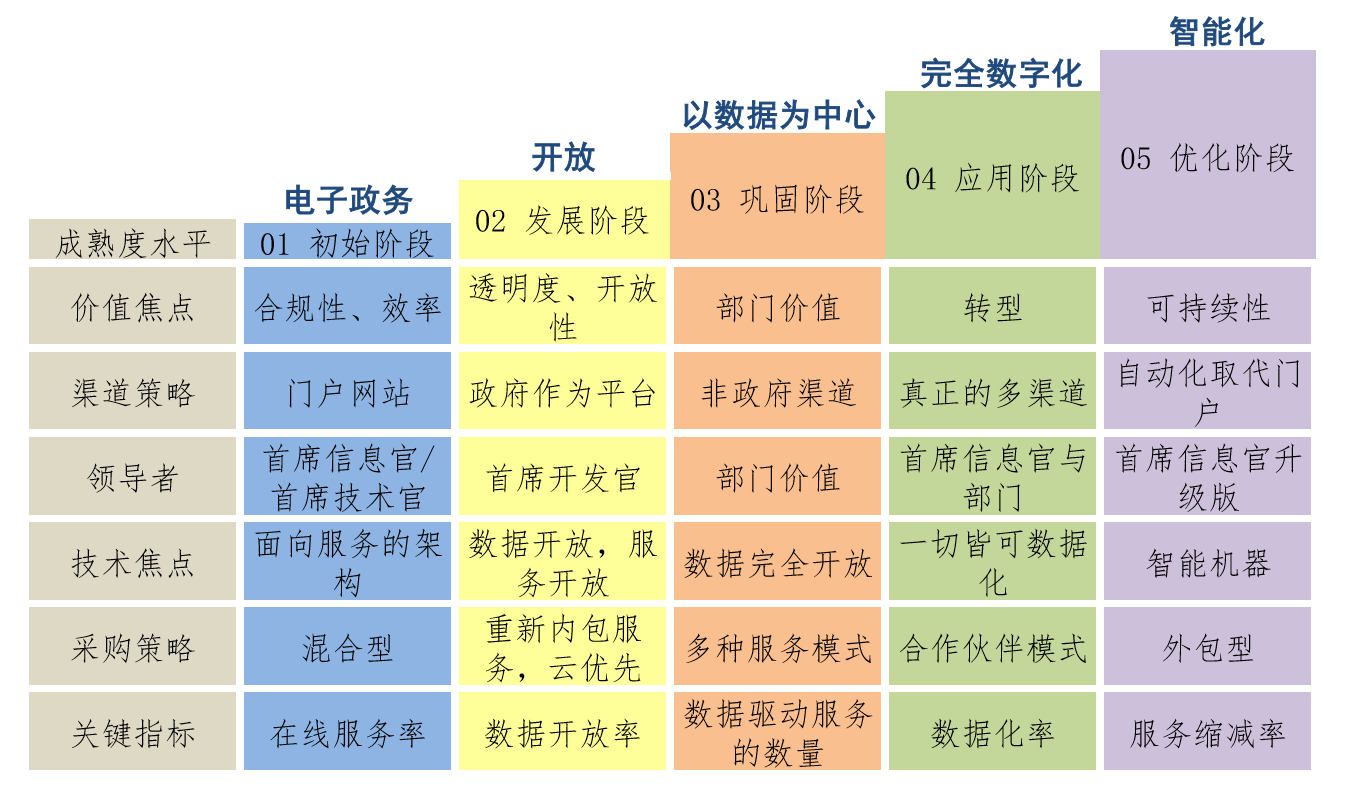 智能化
完全数字化
以数据为中心
开放
电子政务
成熟度水平
01 初始阶段
02 发展阶段
03 巩固阶段
04 应用阶段
05 优化阶段
价值焦点
合规性、效率
透明度、开放
性
部门价值
转型
可持续性
渠道策略
门户网站
政府作为平台
非政府渠道
真正的多渠道
自动化取代门
户
领导者
首席信息官/
首席技术官
首席开发官
部门价值
首席信息官与
部门
首席信息官升
级版
技术焦点
面向服务的架
构
数据开放，服
务开放
数据完全开放
一切皆可数据
化
智能机器
采购策略
混合型
重新内包服
务，云优先
多种服务模式
合作伙伴模式
外包型
关键指标
在线服务率
数据开放率
数据驱动服务
的数量
数据化率
服务缩减率